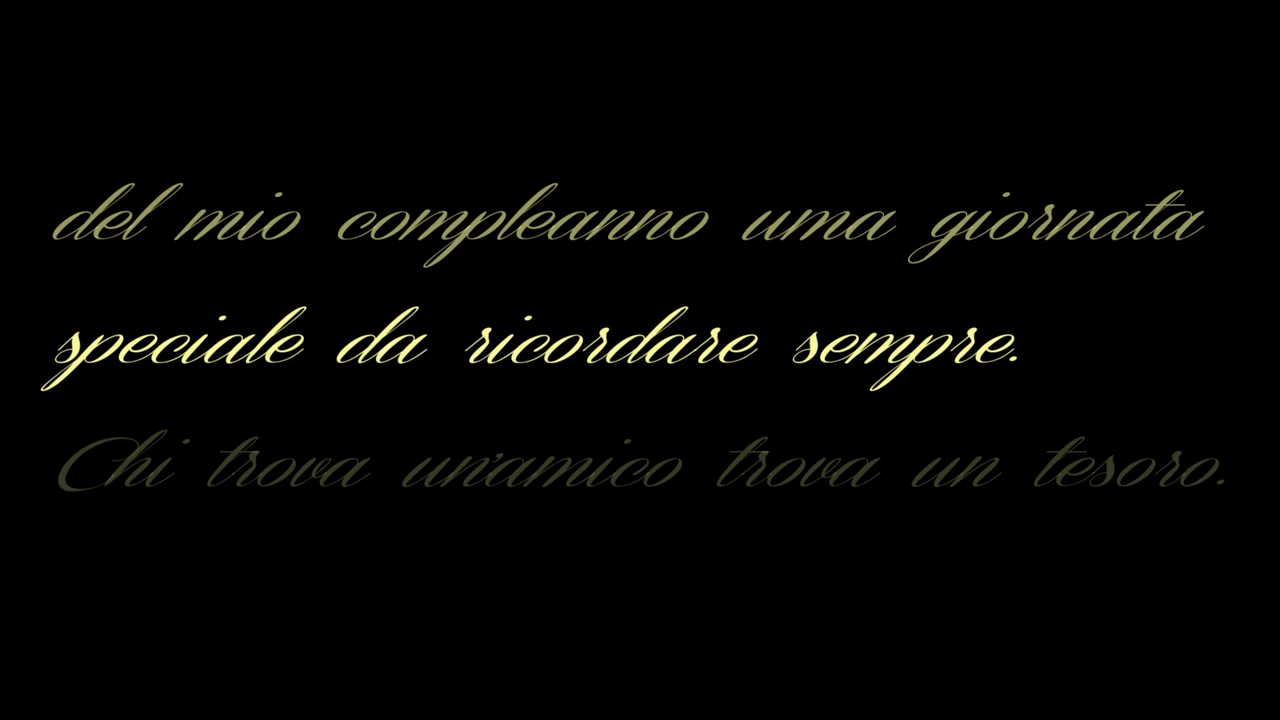 del mio compleanno uma giornata
speciale da ricordare sempre.
Chi trova un'amico trova un tesoro.